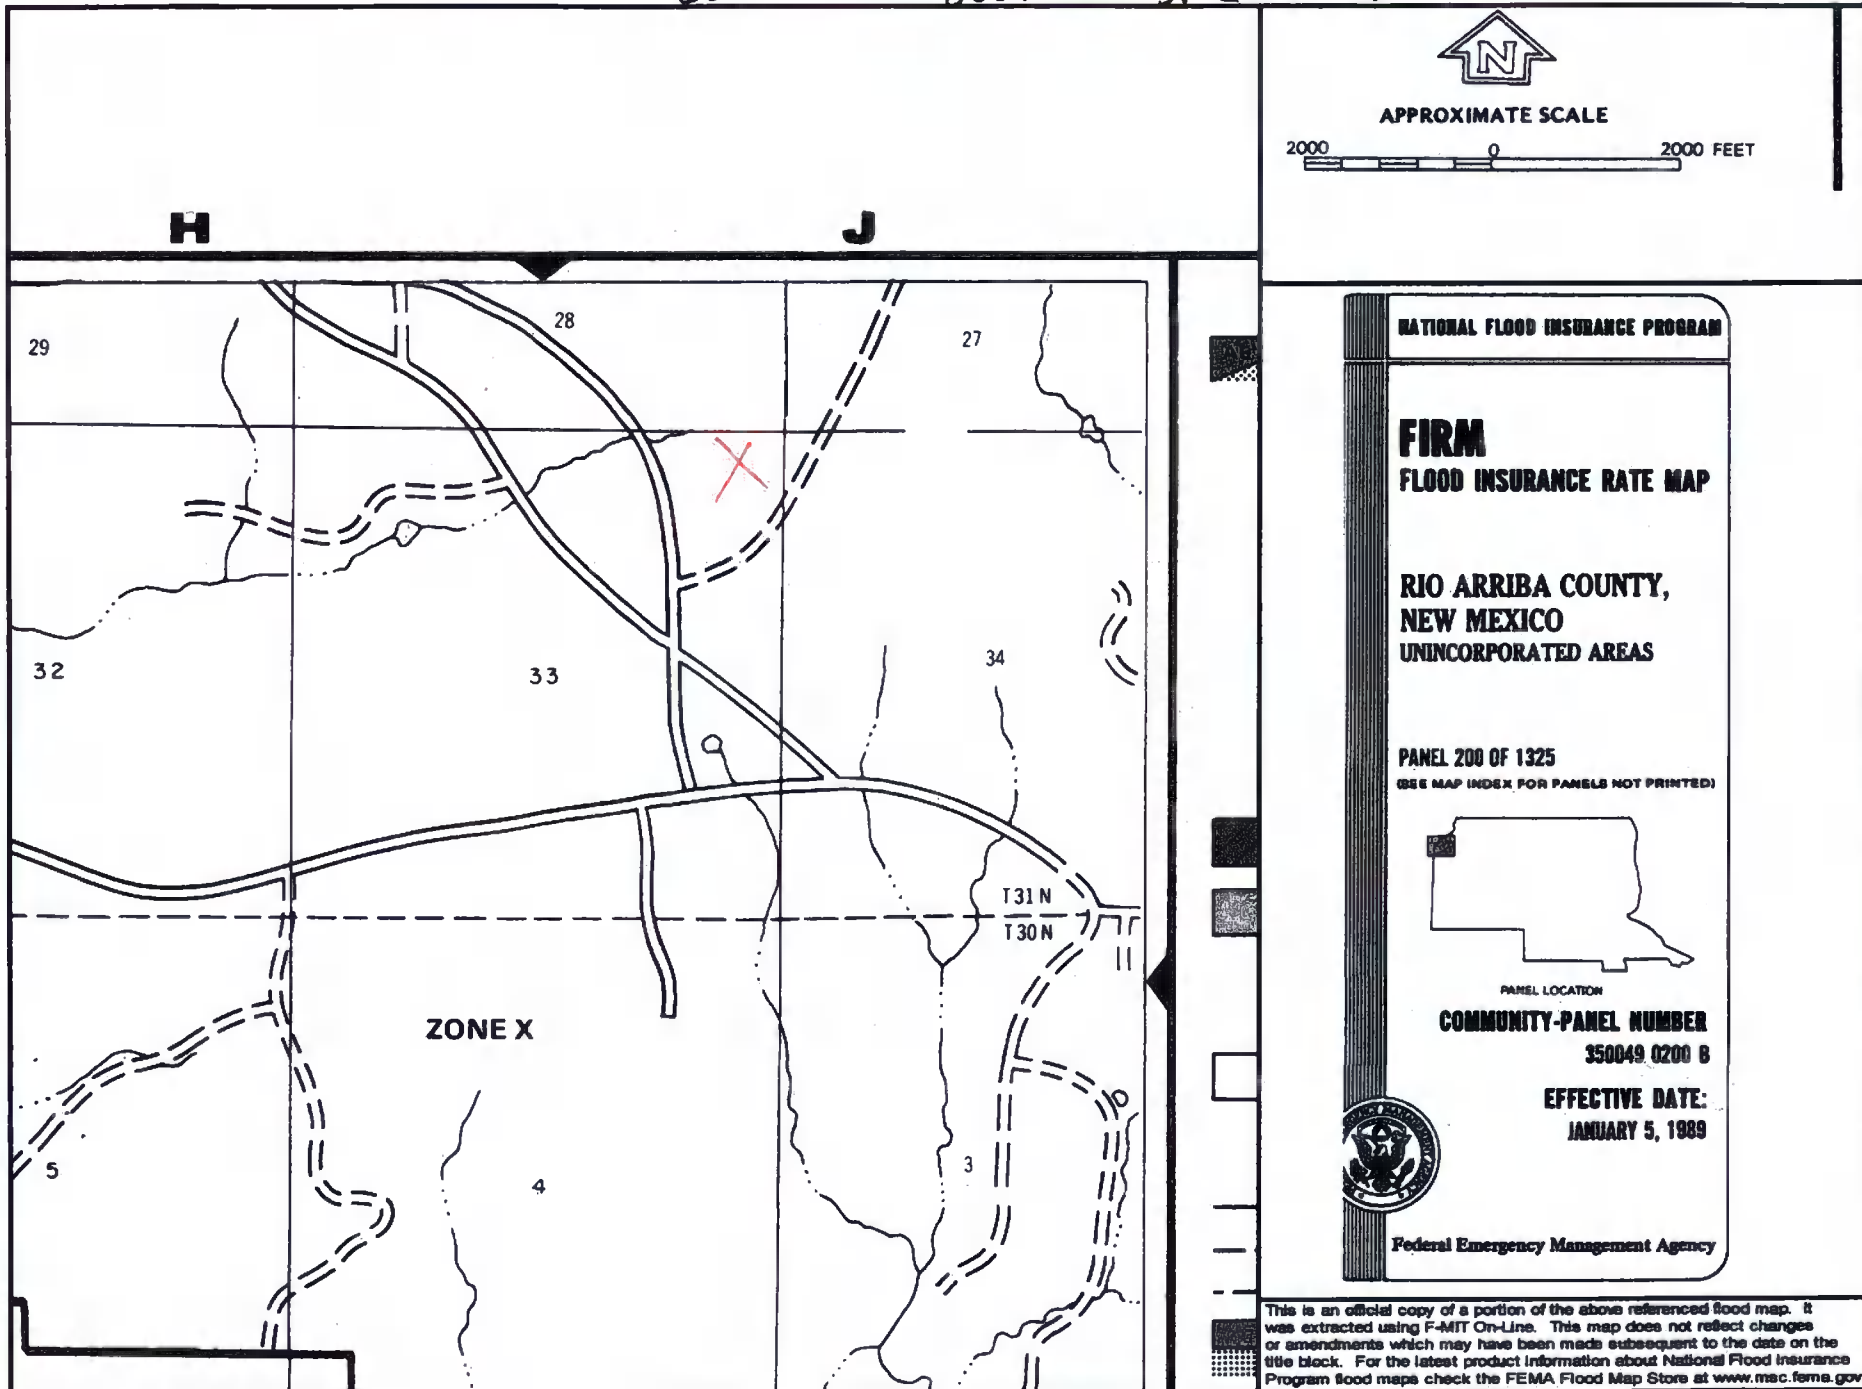 N
APPROXIMATE SCALE
2000 0 2000 FEET
H J
28
29
27
32
33
34
T31N
T30N
ZONE X
5
4
3
NATIONAL FLOOD INSURANCE PROGRAM
FIRM
FLOOD INSURANCE RATE MAP
RIO ARRIBA COUNTY,
NEW MEXICO
UNINCORPORATED AREAS
PANEL 200 OF 1325
(SEE MAP INDEX FOR PANELS NOT PRINTED)
PANEL LOCATION
COMMUNITY-PANEL NUMBER
350049 0200 B
EFFECTIVE DATE:
JANUARY 5, 1989
Federal Emergency Management Agency
This is an official copy of a portion of the above referenced flood map. It
was extracted using F-MIT On-Line. This map does not reflect changes
or amendments which may have been made subsequent to the date on the
title block. For the latest product information about National Flood Insurance
Program flood maps check the FEMA Flood Map Store at www.msc.fema.gov